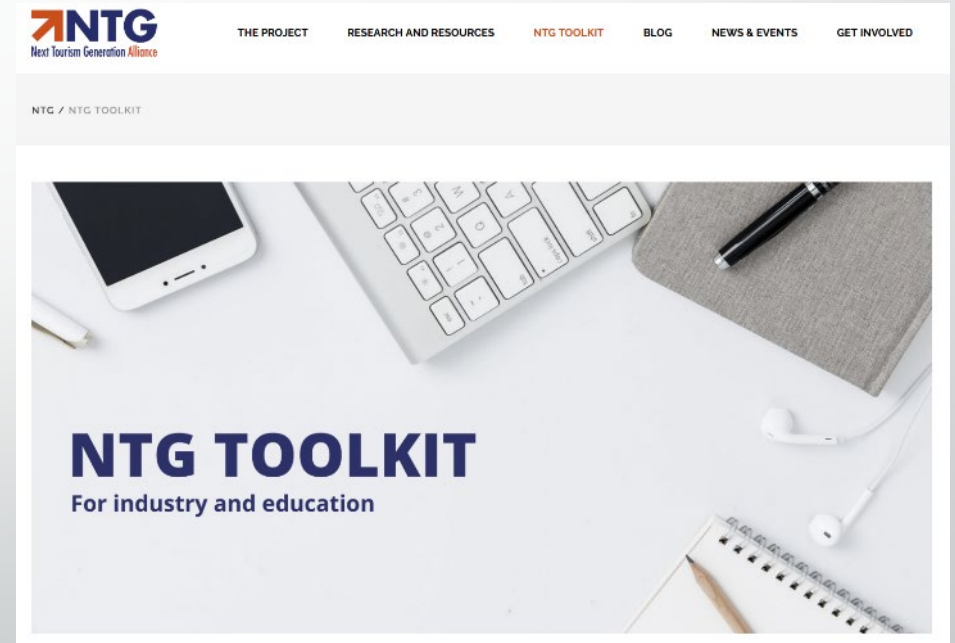 NTG
Next Tourism Generation Alliance
THE PROJECT
RESEARCH AND RESOURCES
NTG TOOLKIT
BLOG
NEWS & EVENTS
GET INVOLVED
NTG / NTG TOOLKIT
NTG TOOLKIT
For industry and education